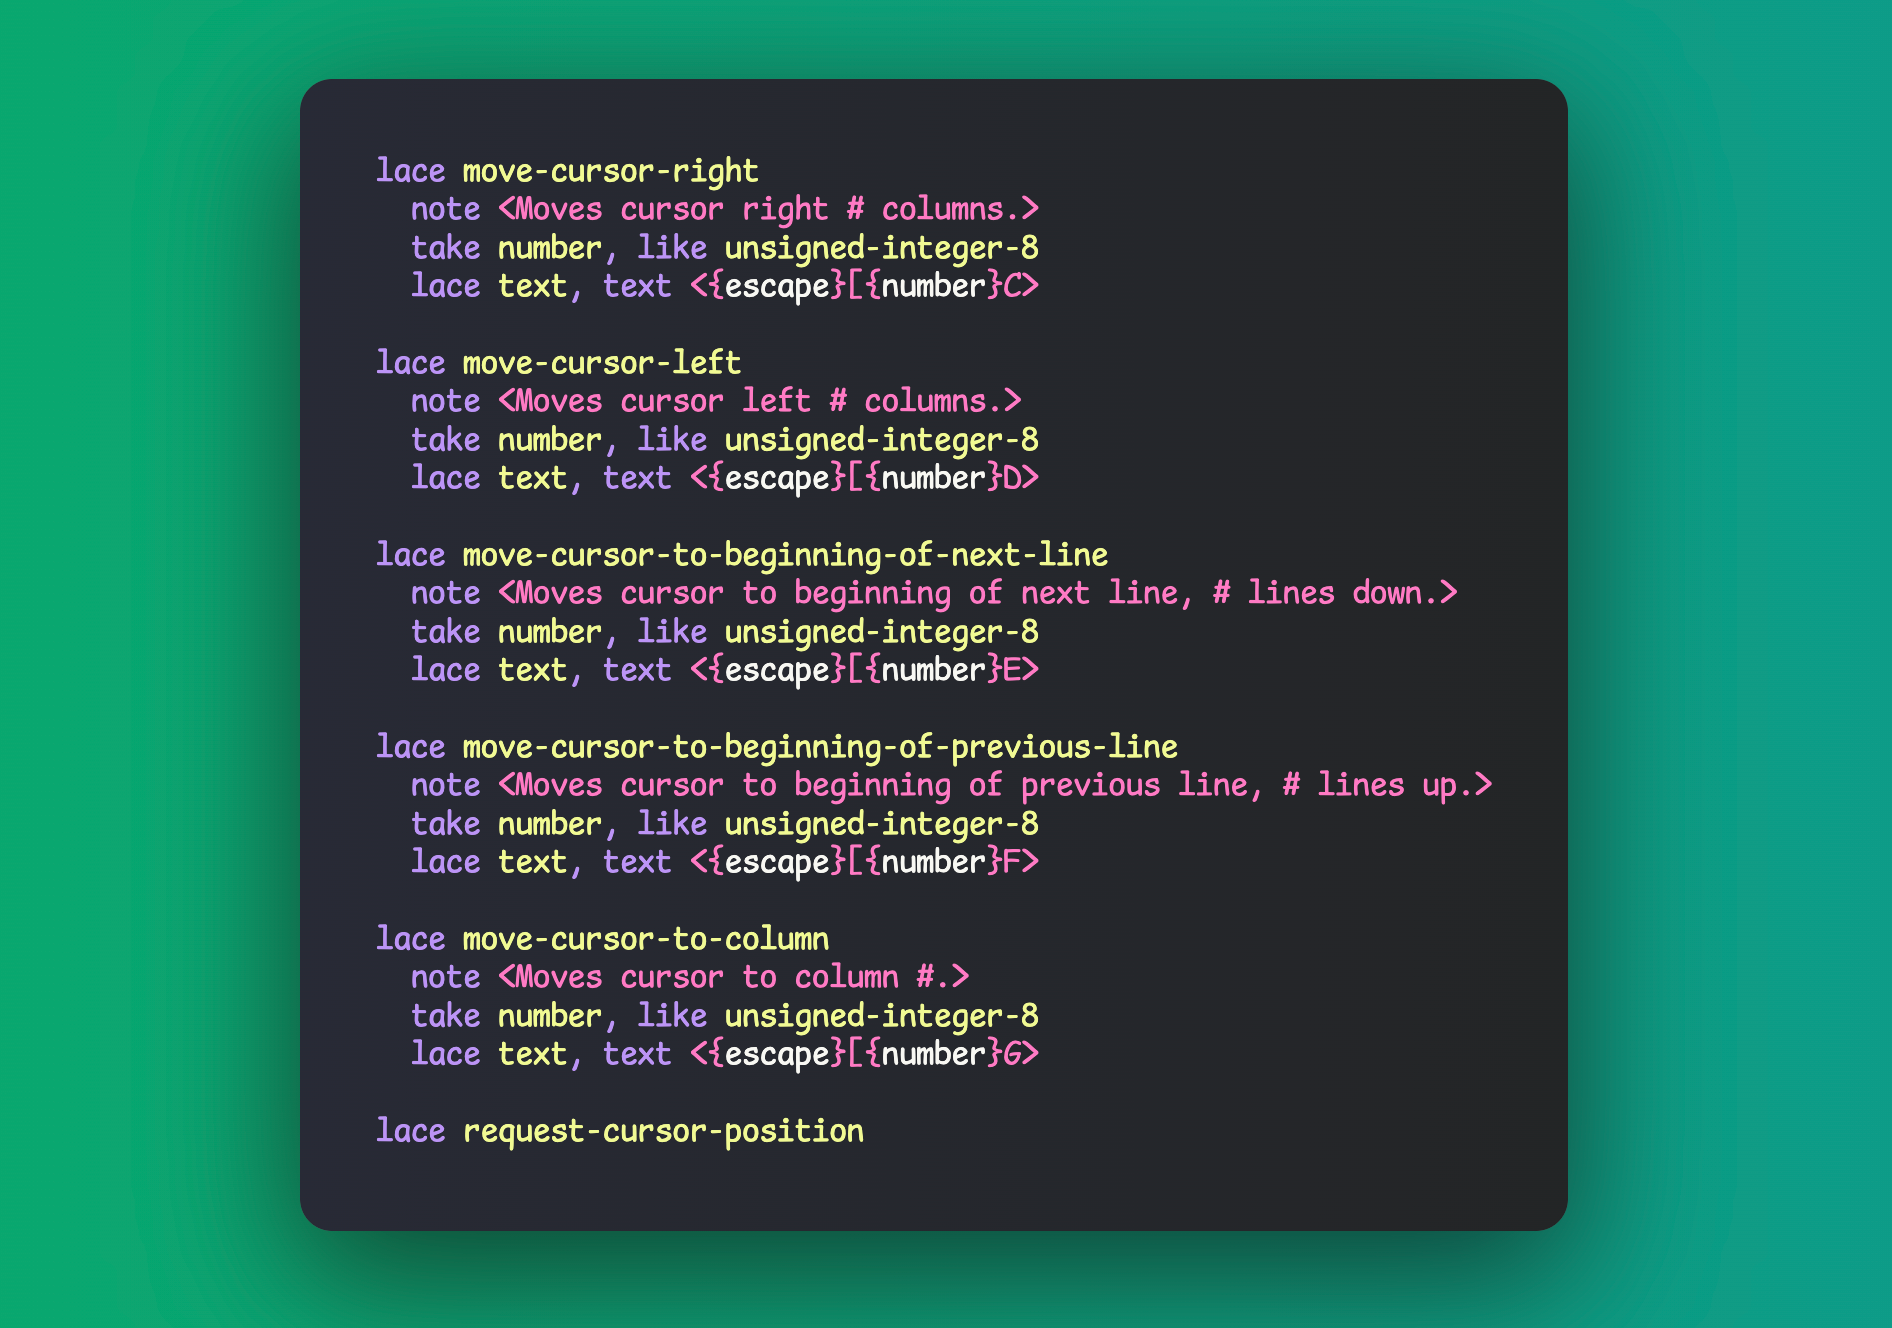 lace move-cursor-right
  note <Moves cursor right # columns.>
  take number, like unsigned-integer-8
  lace text, text <{escape}[{number}C>

lace move-cursor-left
  note <Moves cursor left # columns.>
  take number, like unsigned-integer-8
  lace text, text <{escape}[{number}D>

lace move-cursor-to-beginning-of-next-line
  note <Moves cursor to beginning of next line, # lines down.>
  take number, like unsigned-integer-8
  lace text, text <{escape}[{number}E>

lace move-cursor-to-beginning-of-previous-line
  note <Moves cursor to beginning of previous line, # lines up.>
  take number, like unsigned-integer-8
  lace text, text <{escape}[{number}F>

lace move-cursor-to-column
  note <Moves cursor to column #.>
  take number, like unsigned-integer-8
  lace text, text <{escape}[{number}G>

lace request-cursor-position